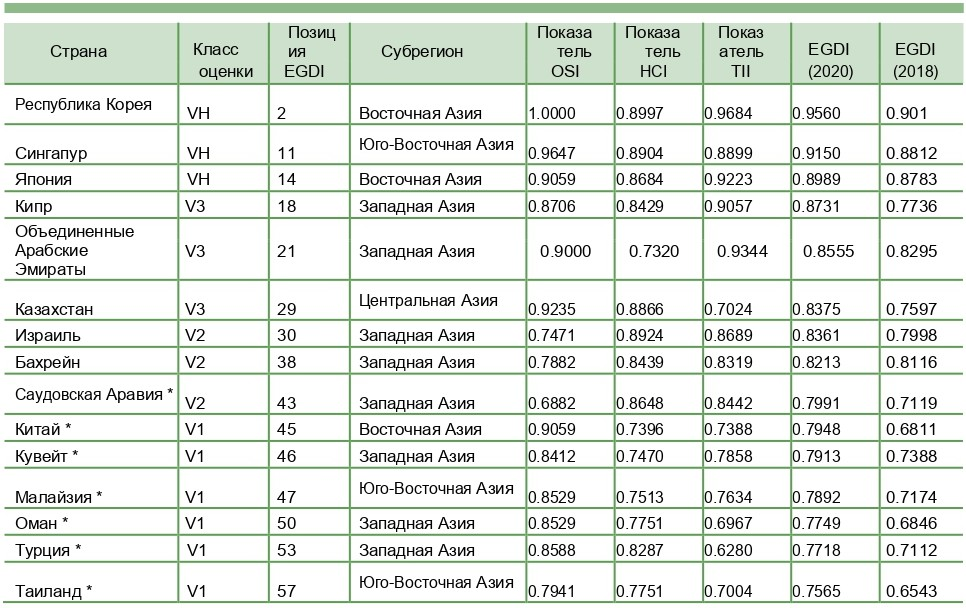 Страна Класс оценки Позиц ия EGDI Субрегион Показа тель OSI Показа тель HCI Показ атель TII EGDI (2020) EGDI (2018)
Республика Корея VH 2 Восточная Азия 1.0000 0.8997 0.9684 0.9560 0.901
Сингапур VH 11 Юго-Восточная Азия 0.9647 0.8904 0.8899 0.9150 0.8812
Япония VH 14 Восточная Азия 0.9059 0.8684 0.9223 0.8989 0.8783
Кипр V3 18 Западная Азия 0.8706 0.8429 0.9057 0.8731 0.7736
Объединенные Арабские Эмираты V3 21 Западная Азия 0.9000 0.7320 0.9344 0.8555 0.8295
Казахстан V3 29 Центральная Азия 0.9235 0.8866 0.7024 0.8375 0.7597
Израиль V2 30 Западная Азия 0.7471 0.8924 0.8689 0.8361 0.7998
Бахрейн V2 38 Западная Азия 0.7882 0.8439 0.8319 0.8213 0.8116
Саудовская Аравия * V2 43 Западная Азия 0.6882 0.8648 0.8442 0.7991 0.7119
Китай * V1 45 Восточная Азия 0.9059 0.7396 0.7388 0.7948 0.6811
Кувейт * V1 46 Западная Азия 0.8412 0.7470 0.7858 0.7913 0.7388
Малайзия * V1 47 Юго-Восточная Азия 0.8529 0.7513 0.7634 0.7892 0.7174
Оман * V1 50 Западная Азия 0.8529 0.7751 0.6967 0.7749 0.6846
Турция * V1 53 Западная Азия 0.8588 0.8287 0.6280 0.7718 0.7112
Таиланд * V1 57 Юго-Восточная Азия 0.7941 0.7751 0.7004 0.7565 0.6543